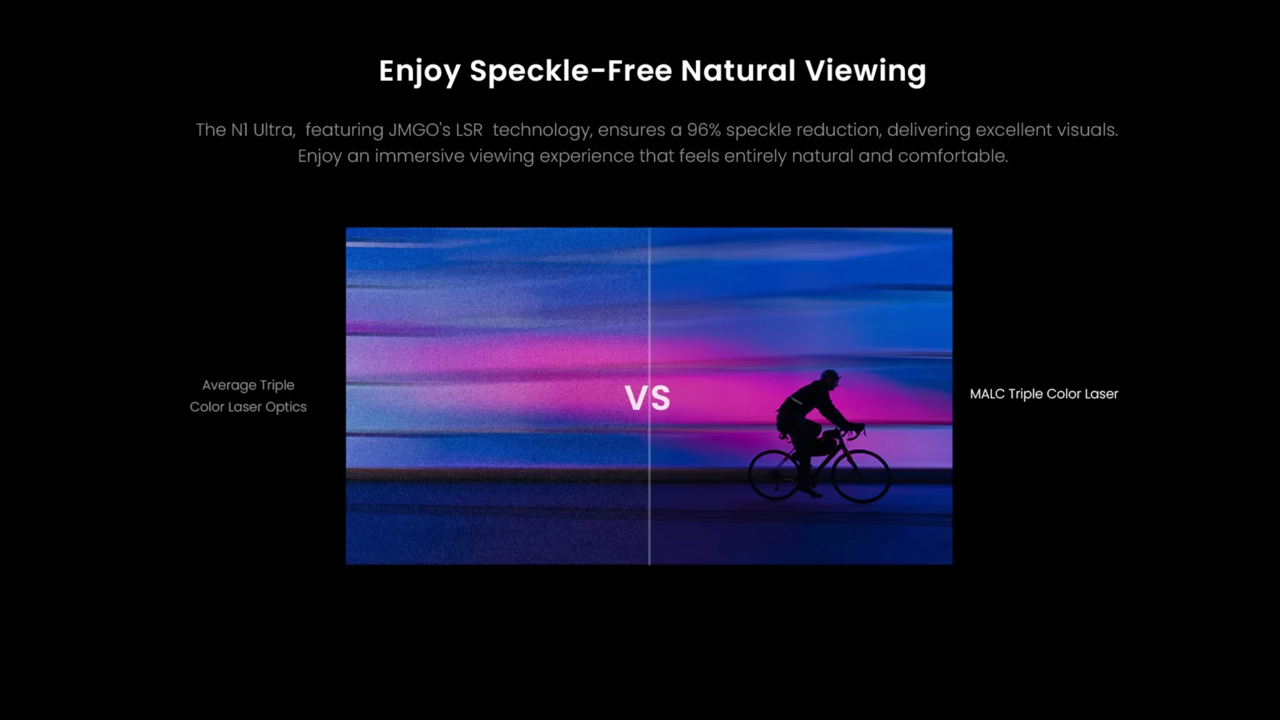 Enjoy Speckle-Free Natural Viewing
The N1 Ultra, featuring JMGO's LSR technology, ensures a 96% speckle reduction, delivering excellent visuals.
Enjoy an immersive viewing experience that feels entirely natural and comfortable.
Average Triple
Color Laser Optics
VS
MALC Triple Color Laser